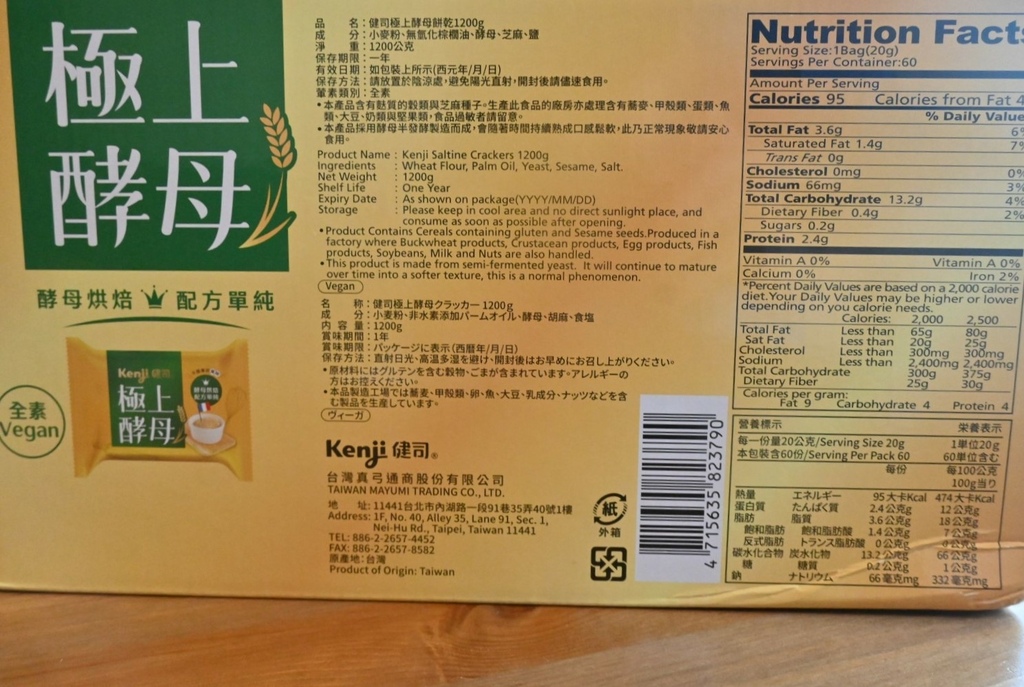 極上
酵母
酵母烘焙 配方單純
Kenji 健司
極上
酵母
全素
Vegan
品　　名：健司極上酵母餅乾1200g
成　　分：小麥粉、無氫化棕櫚油、酵母、芝麻、鹽
淨　　重：1200公克
保存期限：一年
有效日期：如包裝上所示(西元年/月/日)
保存方法：請放置於陰涼處，避免陽光直射，開封後請儘速食用。
葷素類別：全素
•本產品含有麩質的穀類與芝麻種子。生產此食品的廠房亦處理含有蕎麥、甲殼類、蛋類、魚
類、大豆、奶類與堅果類，食品過敏者請留意。
•本產品採用酵母半發酵製造而成，會隨著時間持續熟成口感鬆軟，此乃正常現象敬請安心
食用。
Product Name : Kenji Saltine Crackers 1200g
Ingredients : Wheat Flour, Palm Oil, Yeast, Sesame, Salt.
Net Weight : 1200g
Shelf Life : One Year
Expiry Date : As shown on package(YYYY/MM/DD)
Storage : Please keep in cool area and no direct sunlight place, and
consume as soon as possible after opening.
•Product Contains Cereals containing gluten and Sesame seeds.Produced in a
factory where Buckwheat products, Crustacean products, Egg products, Fish
products, Soybeans, Milk and Nuts are also handled.
•This product is made from semi-fermented yeast. It will continue to mature
over time into a softer texture, this is a normal phenomenon.
Vegan
名　　称：健司極上酵母クラッカー 1200g
成　　分：小麦粉、非水素添加パームオイル、酵母、胡麻、食塩
内 容 量：1200g
賞味期間：1年
賞味期限：パッケージに表示(西暦年/月/日)
保存方法：直射日光、高温多湿を避け、開封後はお早めにお召し上がりください。
•原材料にはグルテンを含む穀物、ごまが含まれています。アレルギーの
方はお控えください。
•本品製造工場では蕎麦、甲殻類、卵、魚、大豆、乳成分、ナッツなどを含
む製品を生産しています。
ヴィーガ
Kenji 健司®
台灣真弓通商股份有限公司
TAIWAN MAYUMI TRADING CO., LTD.
地　　址：11441台北市內湖路一段91巷35弄40號1樓
Address: 1F, No. 40, Alley 35, Lane 91, Sec. 1,
Nei-Hu Rd., Taipei, Taiwan 11441
TEL: 886-2-2657-4452
FAX: 886-2-2657-8582
原產地：台灣
Product of Origin: Taiwan
紙
外箱
4 715635 823790
Nutrition Facts
Serving Size:1Bag(20g)
Servings Per Container:60
Amount Per Serving
Calories 95 Calories from Fat 4
% Daily Value
Total Fat 3.6g 6%
Saturated Fat 1.4g 7%
Trans Fat 0g
Cholesterol 0mg 0%
Sodium 66mg 3%
Total Carbohydrate 13.2g 4%
Dietary Fiber 0.4g 2%
Sugars 0.2g
Protein 2.4g
Vitamin A 0% Vitamin A 0%
Calcium 0% Iron 2%
*Percent Daily Values are based on a 2,000 calorie
diet.Your Daily Values may be higher or lower
depending on you calorie needs.
Calories: 2,000 2,500
Total Fat Less than 65g 80g
Sat Fat Less than 20g 25g
Cholesterol Less than 300mg 300mg
Sodium Less than 2,400mg 2,400mg
Total Carbohydrate 300g 375g
Dietary Fiber 25g 30g
Calories per gram:
Fat 9 Carbohydrate 4 Protein 4
營養標示 栄養表示
每一份量20公克/Serving Size 20g 1単位20g
本包裝含60份/Serving Per Pack 60 60単位含む
每份 每100公克
100g当り
熱量 エネルギー 95大卡Kcal 474大卡Kcal
蛋白質 たんぱく質 2.4公克g 12公克g
脂肪 脂質 3.6公克g 18公克g
飽和脂肪 飽和脂肪酸 1.4公克g 7公克g
反式脂肪 トランス脂肪酸 0公克g 0公克g
碳水化合物 炭水化物 13.2公克g 66公克g
糖 糖質 0.2公克g 1公克g
鈉 ナトリウム 66毫克mg 332毫克mg